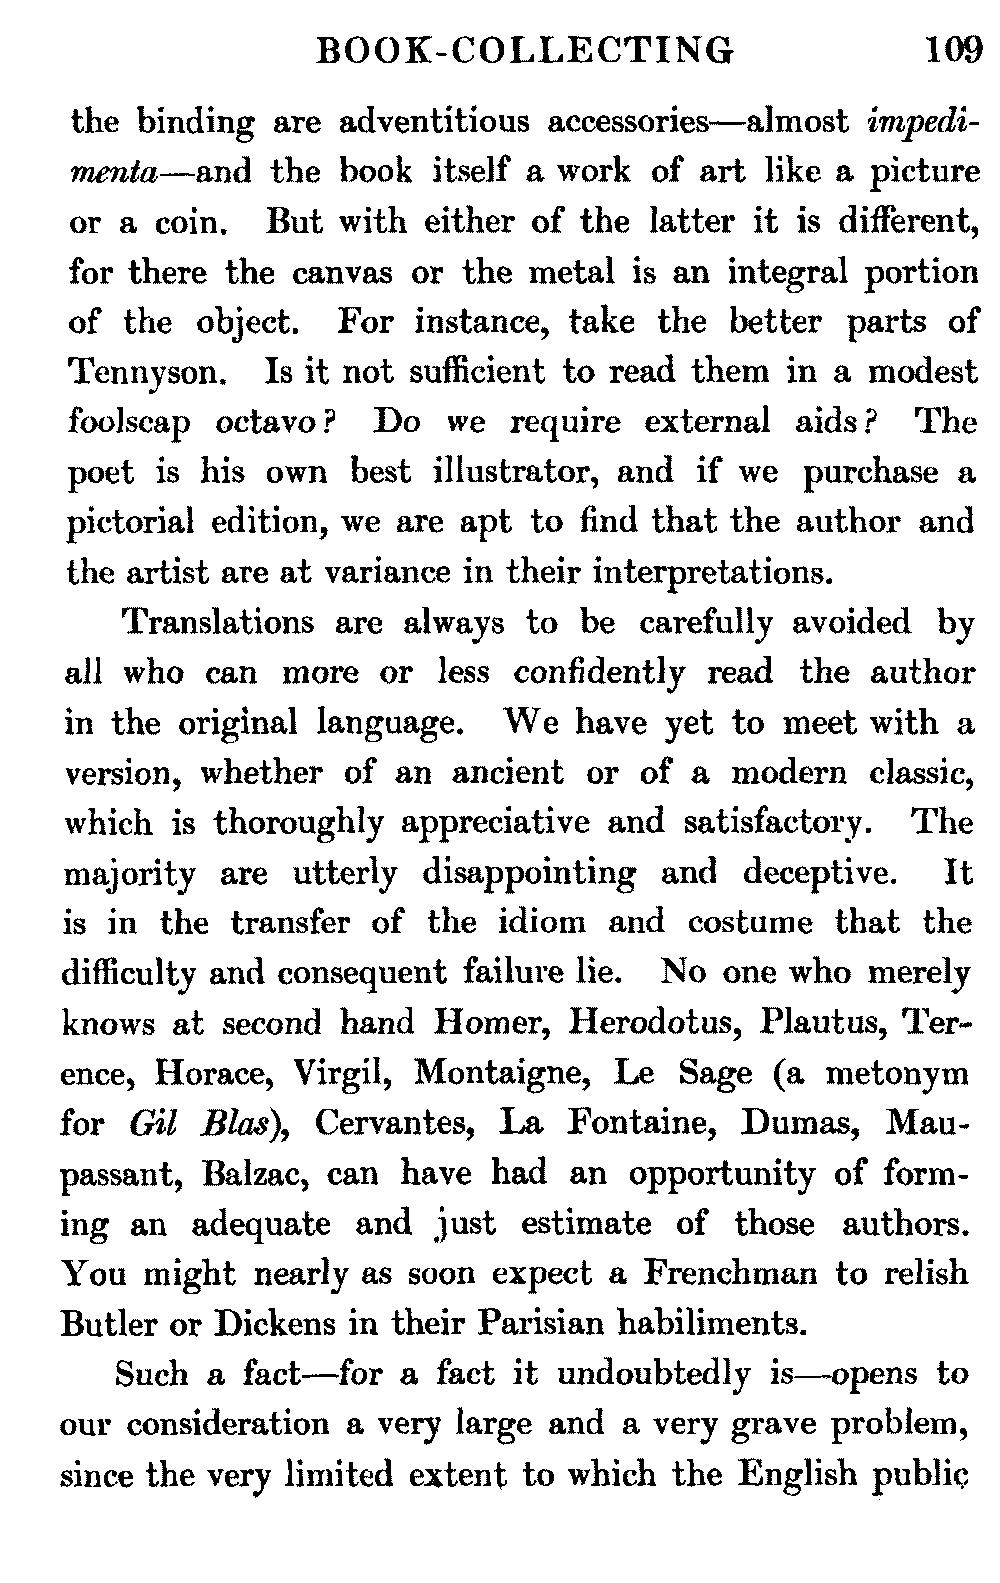 BOOK-COLLECTING 109
the binding are adventitious accessories—almost impedi-
menta—and the book itself a work of art like a picture
or a coin. But with either of the latter it is different,
for there the canvas or the metal is an integral portion
of the object. For instance, take the better parts of
Tennyson. Is it not sufficient to read them in a modest
foolscap octavo? Do we require external aids? The
poet is his own best illustrator, and if we purchase a
pictorial edition, we are apt to find that the author and
the artist are at variance in their interpretations.
Translations are always to be carefully avoided by
all who can more or less confidently read the author
in the original language. We have yet to meet with a
version, whether of an ancient or of a modern classic,
which is thoroughly appreciative and satisfactory. The
majority are utterly disappointing and deceptive. It
is in the transfer of the idiom and costume that the
difficulty and consequent failure lie. No one who merely
knows at second hand Homer, Herodotus, Plautus, Ter-
ence, Horace, Virgil, Montaigne, Le Sage (a metonym
for Gil Blas), Cervantes, La Fontaine, Dumas, Mau-
passant, Balzac, can have had an opportunity of form-
ing an adequate and just estimate of those authors.
You might nearly as soon expect a Frenchman to relish
Butler or Dickens in their Parisian habiliments.
Such a fact—for a fact it undoubtedly is—opens to
our consideration a very large and a very grave problem,
since the very limited extent to which the English public